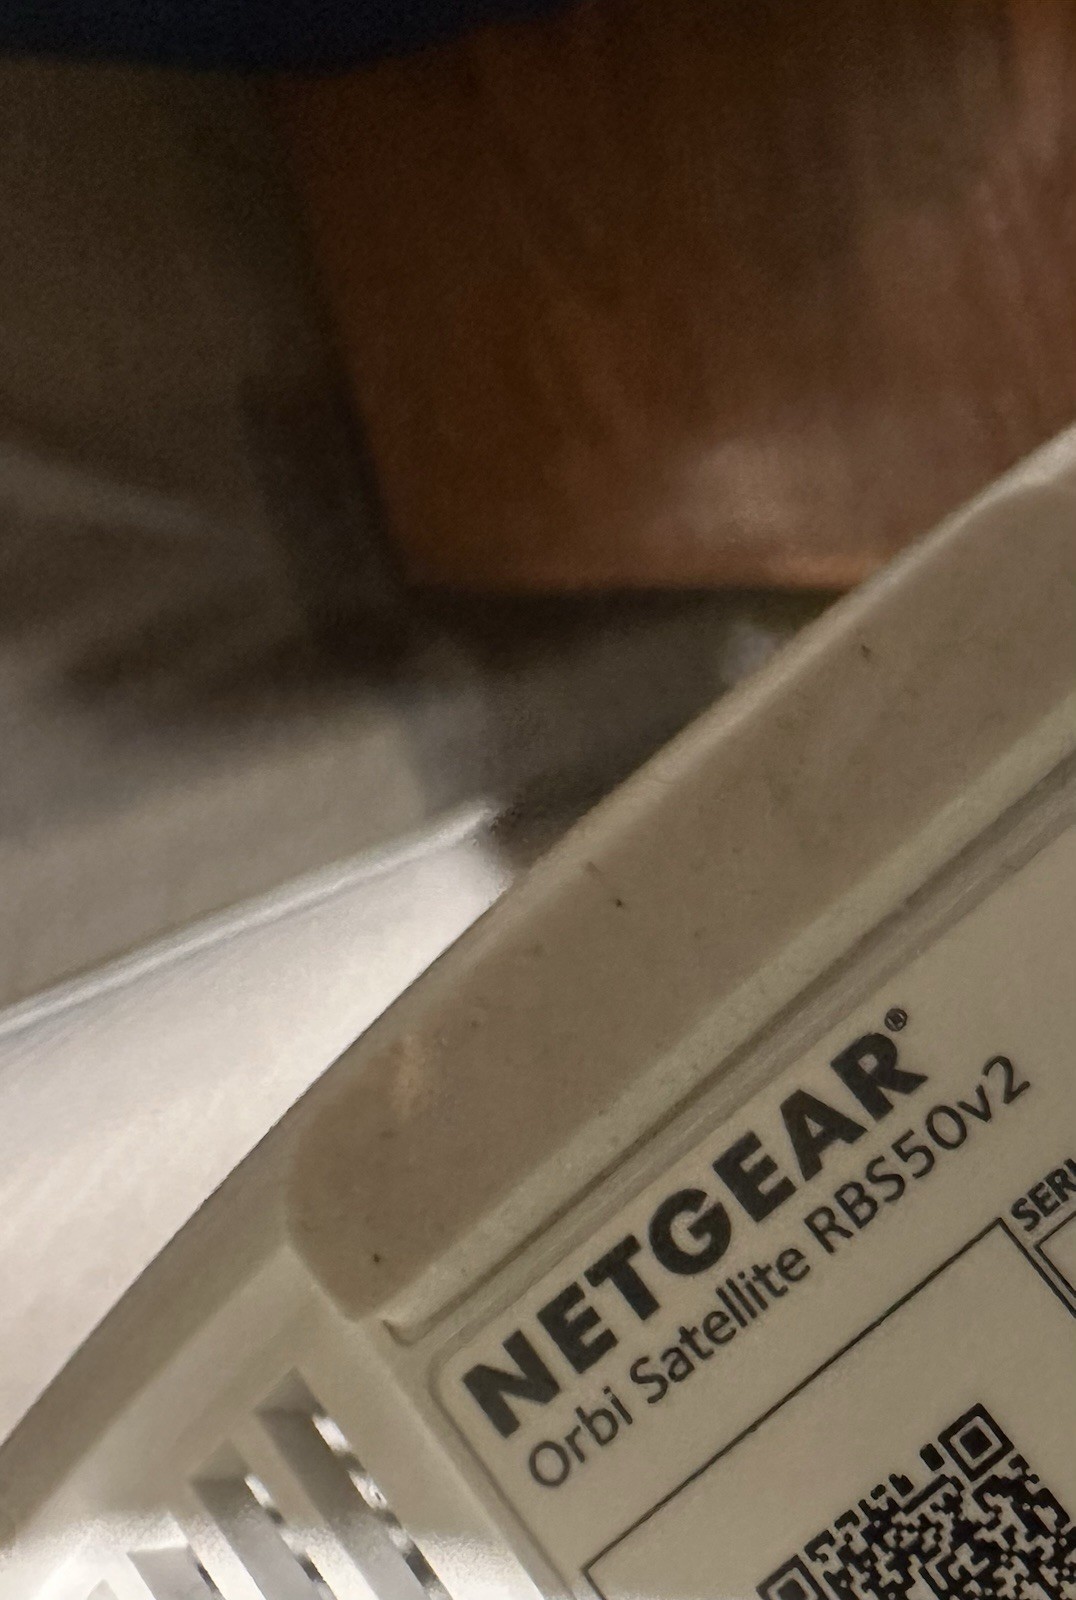 NETGEAR®
Orbi Satellite RBS50v2